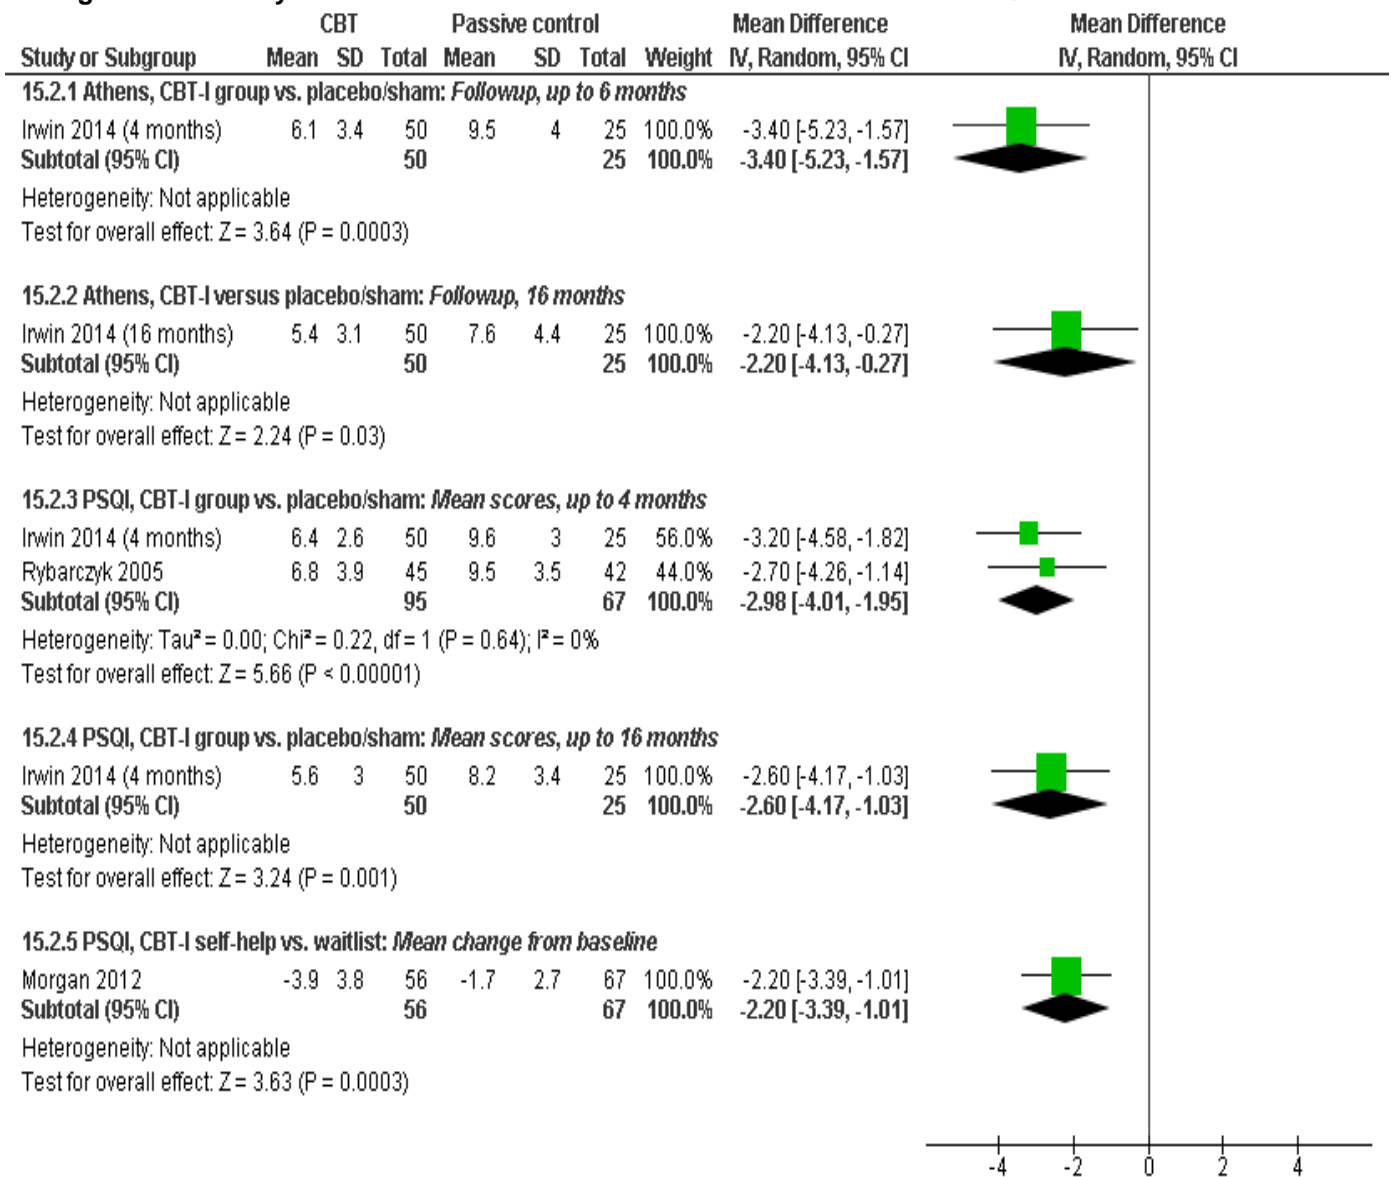 CBT Passive control Mean Difference Mean Difference
Study or Subgroup Mean SD Total Mean SD Total Weight IV, Random, 95% CI IV, Random, 95% CI
15.2.1 Athens, CBT-I group vs. placebo/sham: Followup, up to 6 months
Irwin 2014 (4 months) 6.1 3.4 50 9.5 4 25 100.0% -3.40 [-5.23, -1.57]
Subtotal (95% CI) 50 25 100.0% -3.40 [-5.23, -1.57]
Heterogeneity: Not applicable
Test for overall effect: Z = 3.64 (P = 0.0003)
15.2.2 Athens, CBT-I versus placebo/sham: Followup, 16 months
Irwin 2014 (16 months) 5.4 3.1 50 7.6 4.4 25 100.0% -2.20 [-4.13, -0.27]
Subtotal (95% CI) 50 25 100.0% -2.20 [-4.13, -0.27]
Heterogeneity: Not applicable
Test for overall effect: Z = 2.24 (P = 0.03)
15.2.3 PSQI, CBT-I group vs. placebo/sham: Mean scores, up to 4 months
Irwin 2014 (4 months) 6.4 2.6 50 9.6 3 25 56.0% -3.20 [-4.58, -1.82]
Rybarczyk 2005 6.8 3.9 45 9.5 3.5 42 44.0% -2.70 [-4.26, -1.14]
Subtotal (95% CI) 95 67 100.0% -2.98 [-4.01, -1.95]
Heterogeneity: Tau² = 0.00; Chi² = 0.22, df = 1 (P = 0.64); I² = 0%
Test for overall effect: Z = 5.66 (P < 0.00001)
15.2.4 PSQI, CBT-I group vs. placebo/sham: Mean scores, up to 16 months
Irwin 2014 (4 months) 5.6 3 50 8.2 3.4 25 100.0% -2.60 [-4.17, -1.03]
Subtotal (95% CI) 50 25 100.0% -2.60 [-4.17, -1.03]
Heterogeneity: Not applicable
Test for overall effect: Z = 3.24 (P = 0.001)
15.2.5 PSQI, CBT-I self-help vs. waitlist: Mean change from baseline
Morgan 2012 -3.9 3.8 56 -1.7 2.7 67 100.0% -2.20 [-3.39, -1.01]
Subtotal (95% CI) 56 67 100.0% -2.20 [-3.39, -1.01]
Heterogeneity: Not applicable
Test for overall effect: Z = 3.63 (P = 0.0003)
-4 -2 0 2 4